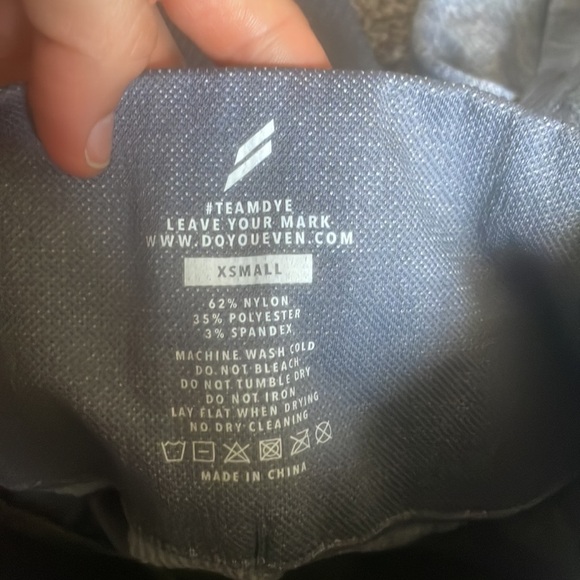 #TEAMDYE
LEAVE YOUR MARK
WWW.DOYOUEVEN.COM
XSMALL
62% NYLON
35% POLYESTER
3% SPANDEX
MACHINE WASH COLD
DO NOT BLEACH
DO NOT TUMBLE DRY
DO NOT IRON
LAY FLAT WHEN DRYING
NO DRY CLEANING
MADE IN CHINA